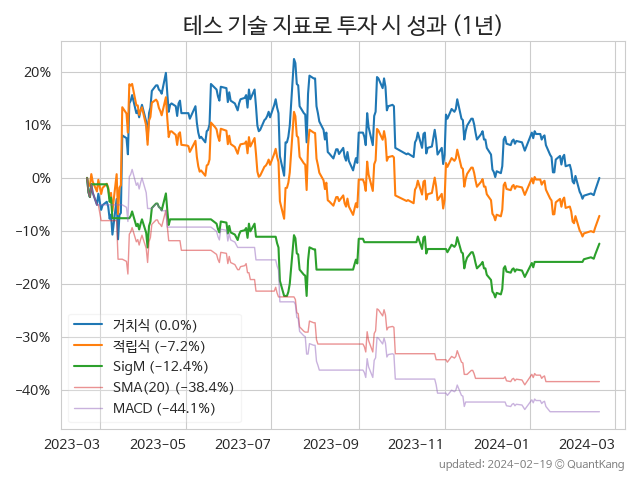 테스 기술 지표로 투자 시 성과 (1년)
20%
10%
0%
−10%
−20%
−30%
−40%
거치식 (0.0%)
적립식 (−7.2%)
SigM (−12.4%)
SMA(20) (−38.4%)
MACD (−44.1%)
2023-03 2023-05 2023-07 2023-09 2023-11 2024-01 2024-03
updated: 2024-02-19 © QuantKang